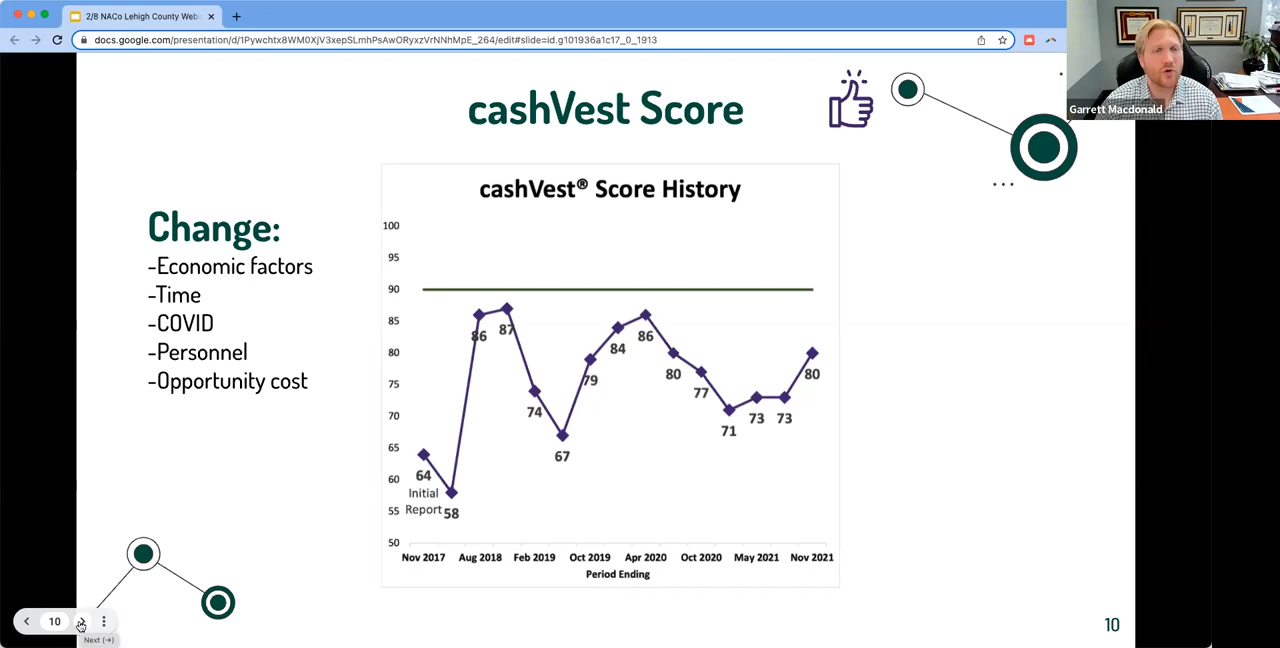 2/8 NACo Lehigh County Web
docs.google.com/presentation/d/1Pywchtx8WM0XjV3xepSLmhPsAwORyxzVrNNhMpE_264/edit#slide=id.g101936a1c17_0_1913
Garrett Macdonald
cashVest Score
Change:
-Economic factors
-Time
-COVID
-Personnel
-Opportunity cost
cashVest® Score History
100
95
90
85
80
75
70
65
60
55
50
64
Initial
Report
58
86
87
74
67
79
84
86
80
77
71
73
73
80
Nov 2017 Aug 2018 Feb 2019 Oct 2019 Apr 2020 Oct 2020 May 2021 Nov 2021
Period Ending
10
Next (→)
10